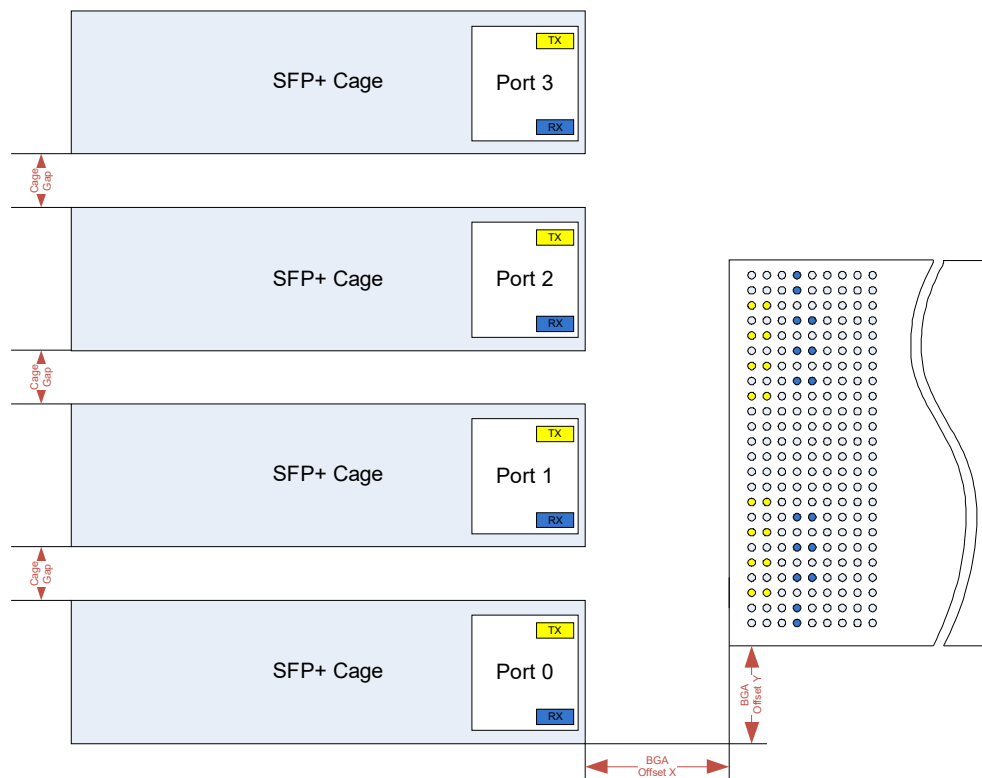 TX
SFP+ Cage
Port 3
RX
Cage
Gap
TX
SFP+ Cage
Port 2
RX
Cage
Gap
TX
SFP+ Cage
Port 1
RX
Cage
Gap
TX
SFP+ Cage
Port 0
RX
BGA
Offset Y
BGA
Offset X